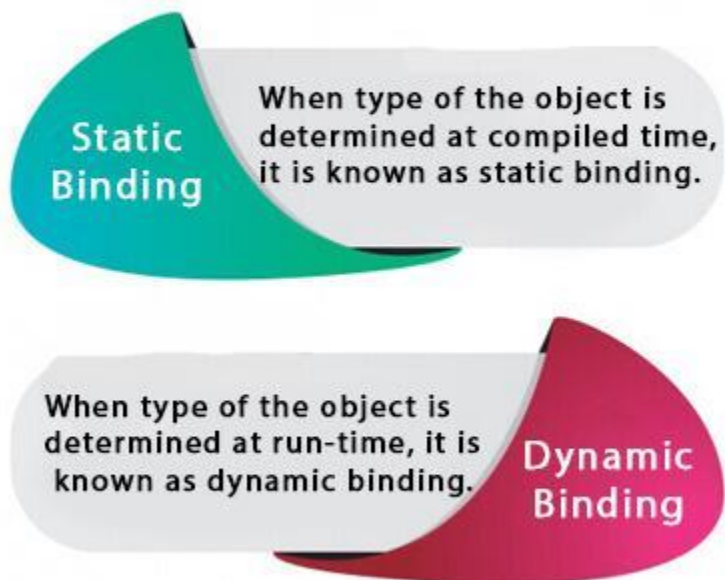 Static
Binding
When type of the object is
determined at compiled time,
it is known as static binding.
When type of the object is
determined at run-time, it is
known as dynamic binding.
Dynamic
Binding